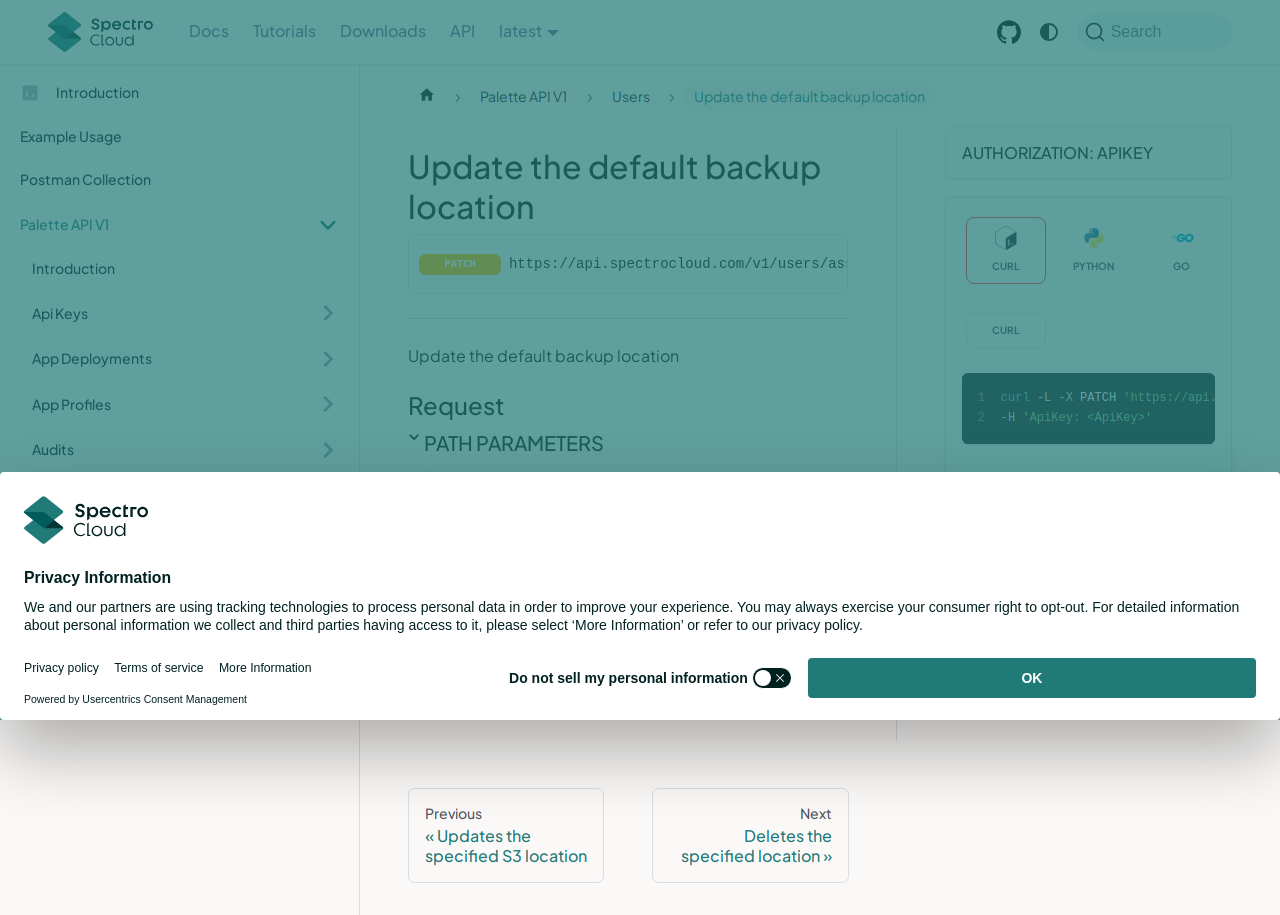 Spectro Cloud
Docs
Tutorials
Downloads
API
latest
Search
Introduction
Example Usage
Postman Collection
Palette API V1
Introduction
Api Keys
App Deployments
App Profiles
Audits
Palette API V1
Users
Update the default backup location
Update the default backup
location
PATCH
https://api.spectrocloud.com/v1/users/as
Update the default backup location
Request
PATH PARAMETERS
AUTHORIZATION: APIKEY
CURL
PYTHON
GO
CURL
1 curl -L -X PATCH 'https://api.
2 -H 'ApiKey: <ApiKey>'
Spectro Cloud
Privacy Information
We and our partners are using tracking technologies to process personal data in order to improve your experience. You may always exercise your consumer right to opt-out. For detailed information
about personal information we collect and third parties having access to it, please select ‘More Information’ or refer to our privacy policy.
Privacy policy
Terms of service
More Information
Do not sell my personal information
OK
Powered by Usercentrics Consent Management
Previous
« Updates the
specified S3 location
Next
Deletes the
specified location »